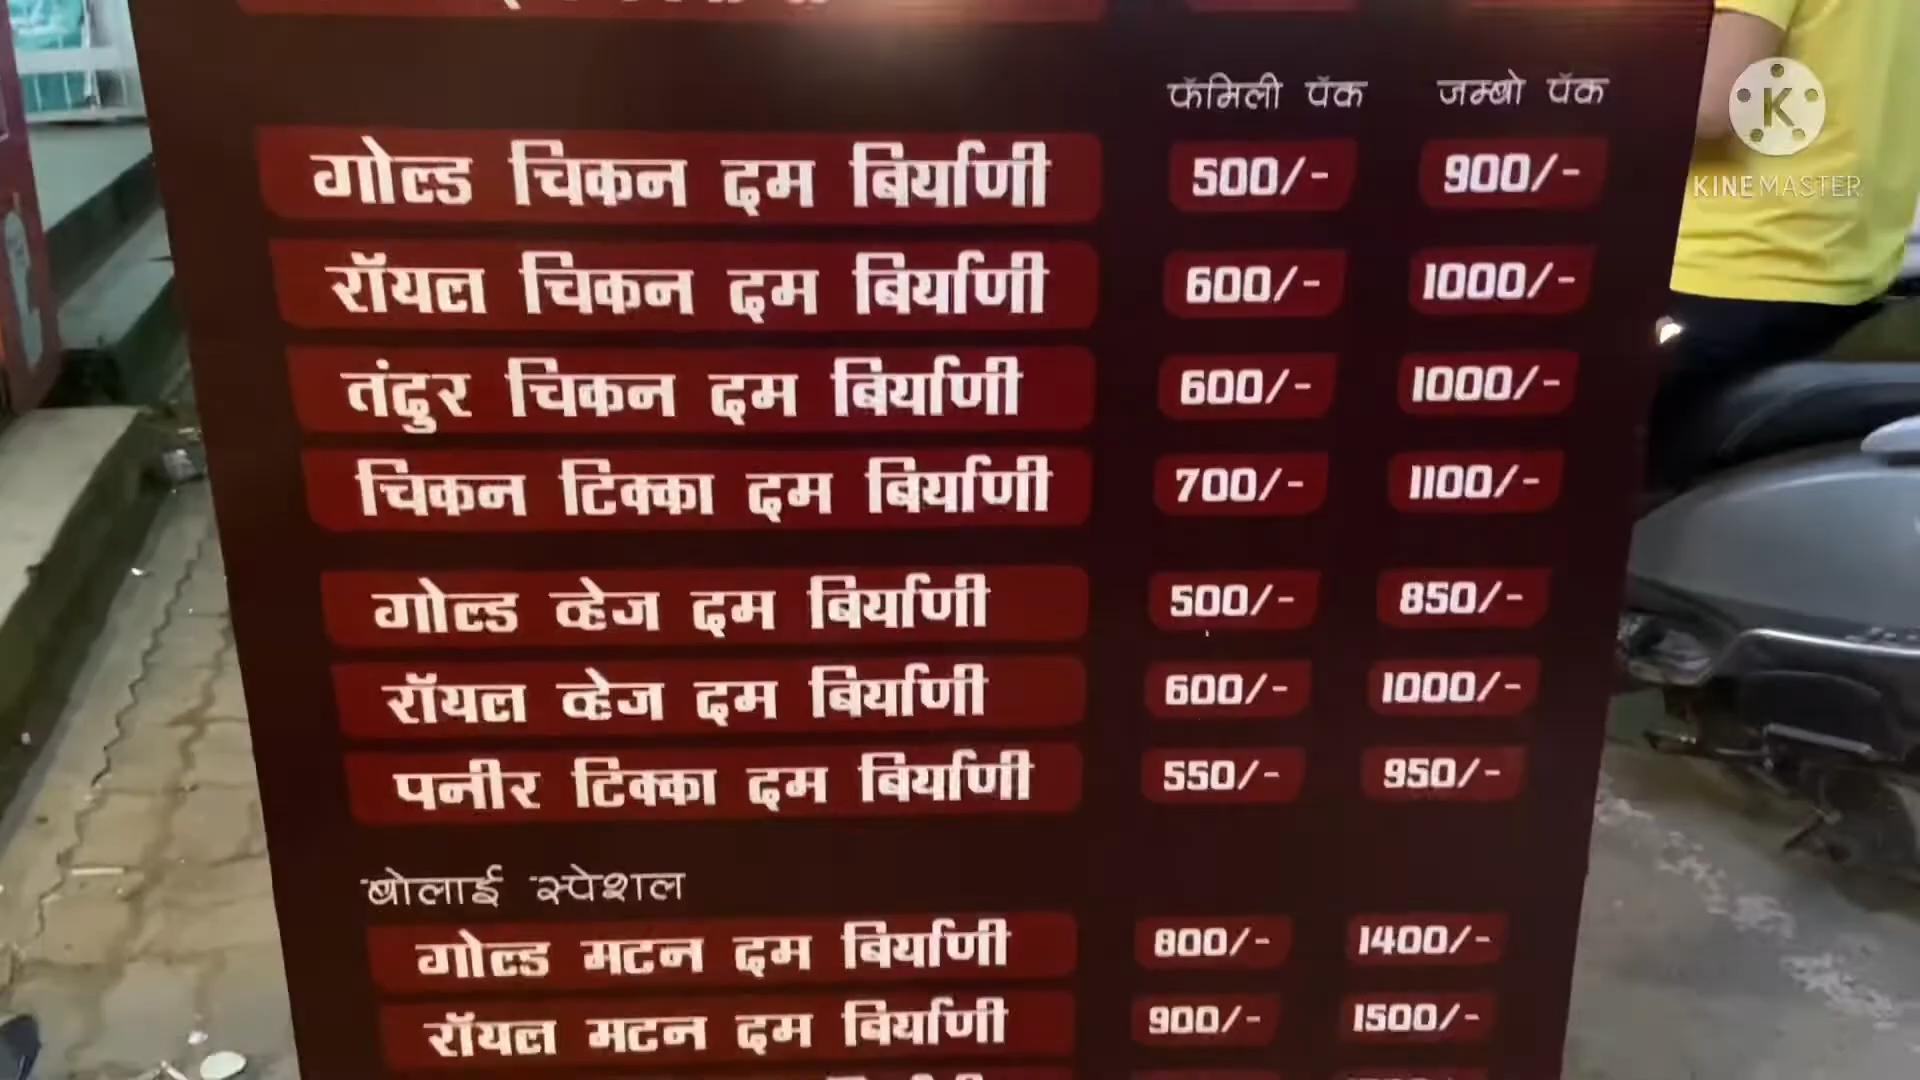 फॅमिली पॅक जम्बो पॅक
गोल्ड चिकन दम बिर्याणी 500/- 900/-
रॉयल चिकन दम बिर्याणी 600/- 1000/-
तंदुर चिकन दम बिर्याणी 600/- 1000/-
चिकन टिक्का दम बिर्याणी 700/- 1100/-
गोल्ड व्हेज दम बिर्याणी 500/- 850/-
रॉयल व्हेज दम बिर्याणी 600/- 1000/-
पनीर टिक्का दम बिर्याणी 550/- 950/-
बोलाई स्पेशल
गोल्ड मटन दम बिर्याणी 800/- 1400/-
रॉयल मटन दम बिर्याणी 900/- 1500/-
K
KINEMASTER